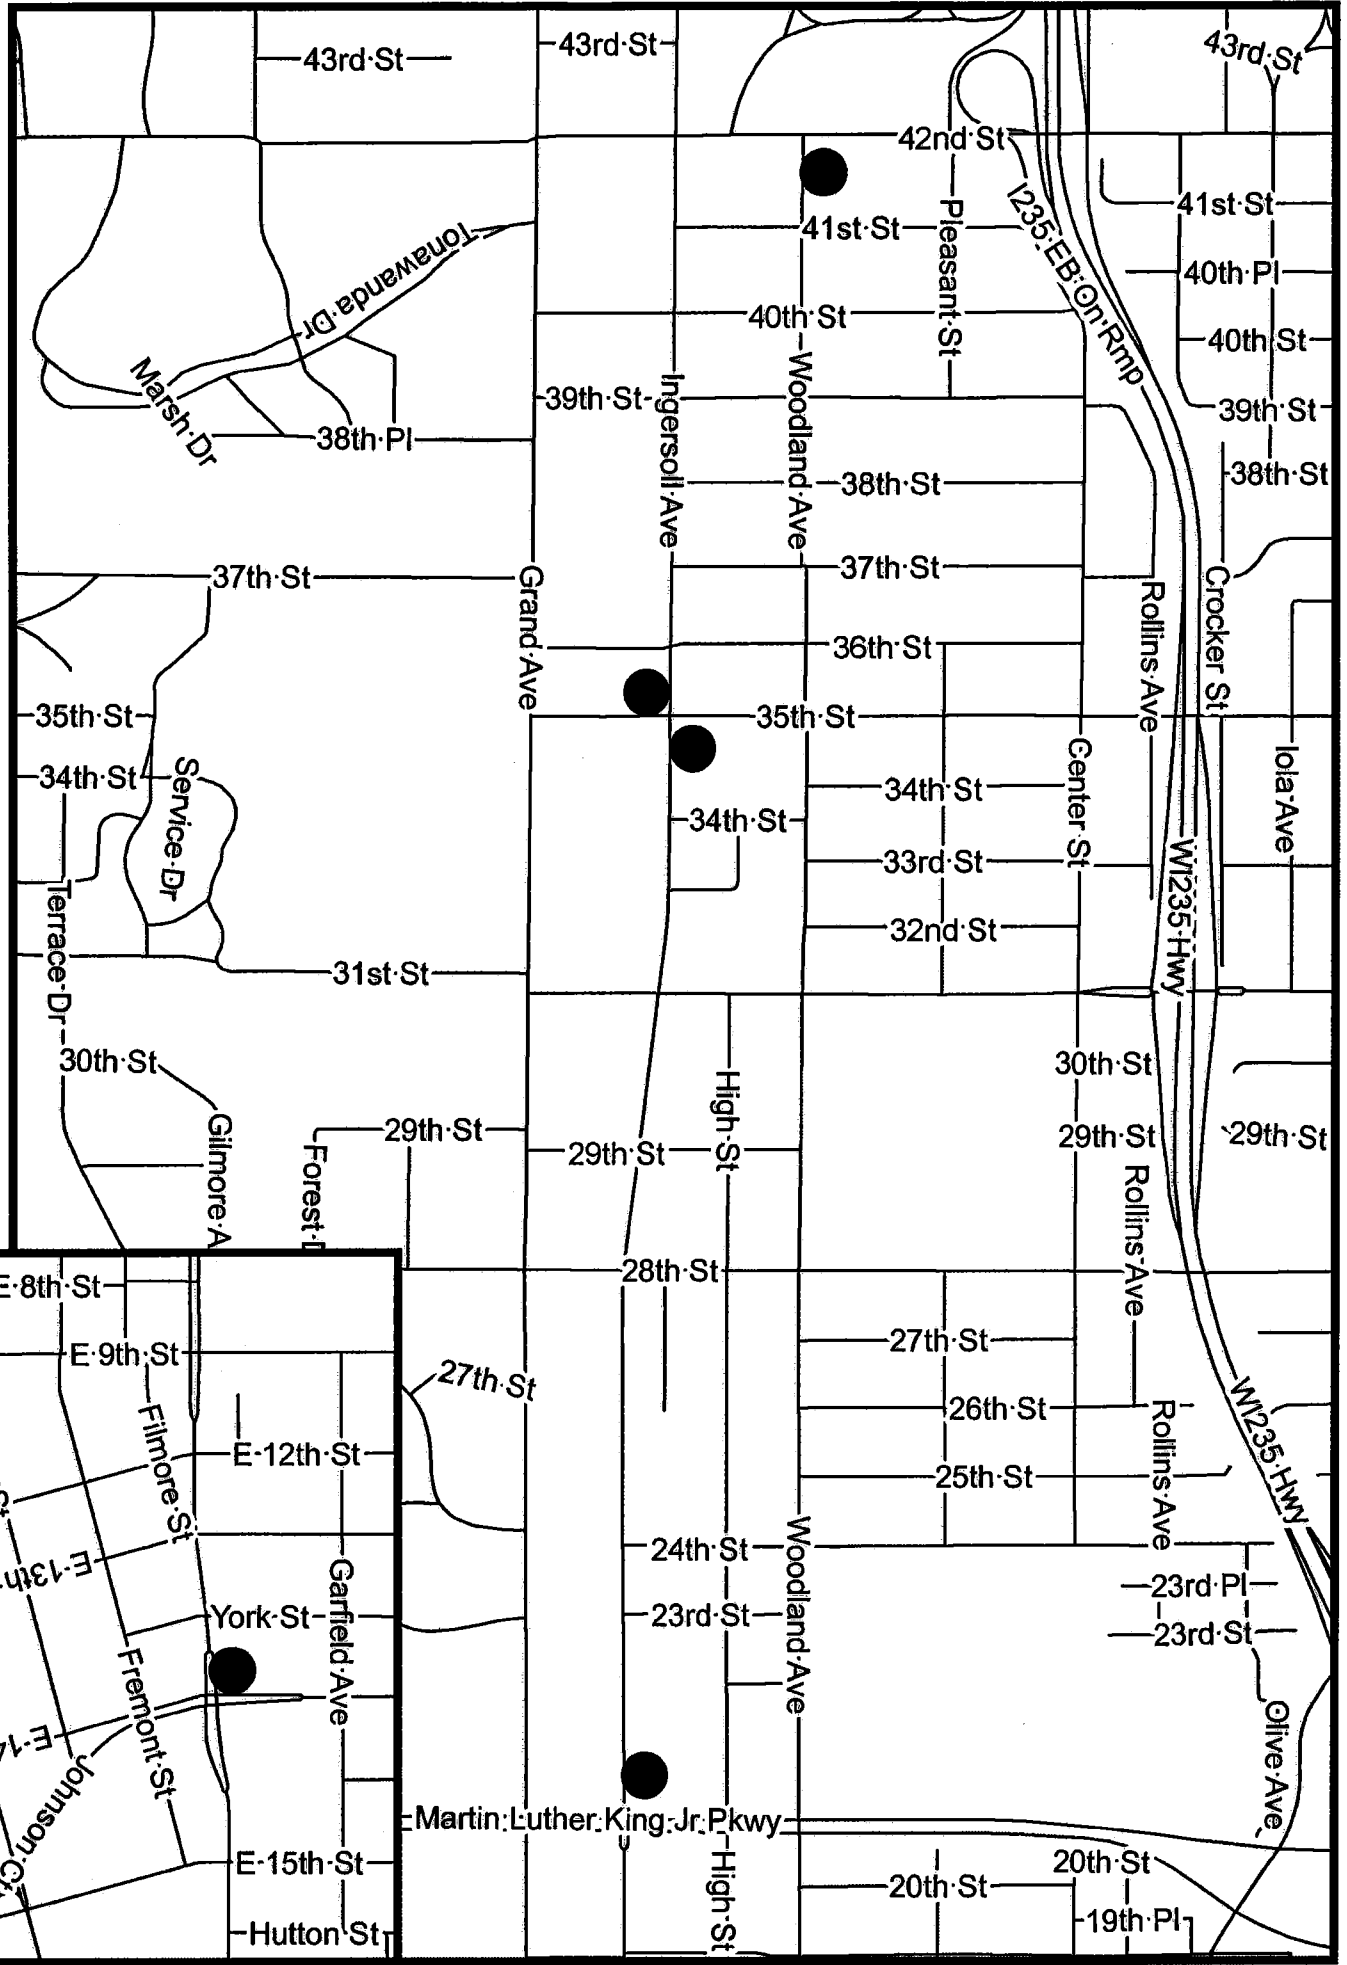 43rd St
43rd St
43rd St
42nd St
I235 EB On Rmp
41st St
41st St
Pleasant St
Tonawanda Dr
40th Pl
40th St
40th St
Marsh Dr
39th St
Ingersoll Ave
Woodland Ave
39th St
38th Pl
38th St
38th St
37th St
37th St
Grand Ave
Rollins Ave
Crocker St
36th St
35th St
35th St
Center St
Iola Ave
34th St
Service Dr
34th St
34th St
33rd St
WI235 Hwy
Terrace Dr
32nd St
31st St
30th St
30th St
High St
Gilmore A
Forest
29th St
29th St
29th St
29th St
Rollins Ave
28th St
E 8th St
27th St
E 9th St
27th St
WI235 Hwy
Filmore St
26th St
Rollins Ave
E 12th St
25th St
Woodland Ave
24th St
E 13th
Garfield Ave
23rd Pl
York St
23rd St
23rd St
Fremont St
Olive Ave
E 14
Johnson C
Martin Luther King Jr Pkwy
E 15th St
High St
20th St
20th St
19th Pl
Hutton St